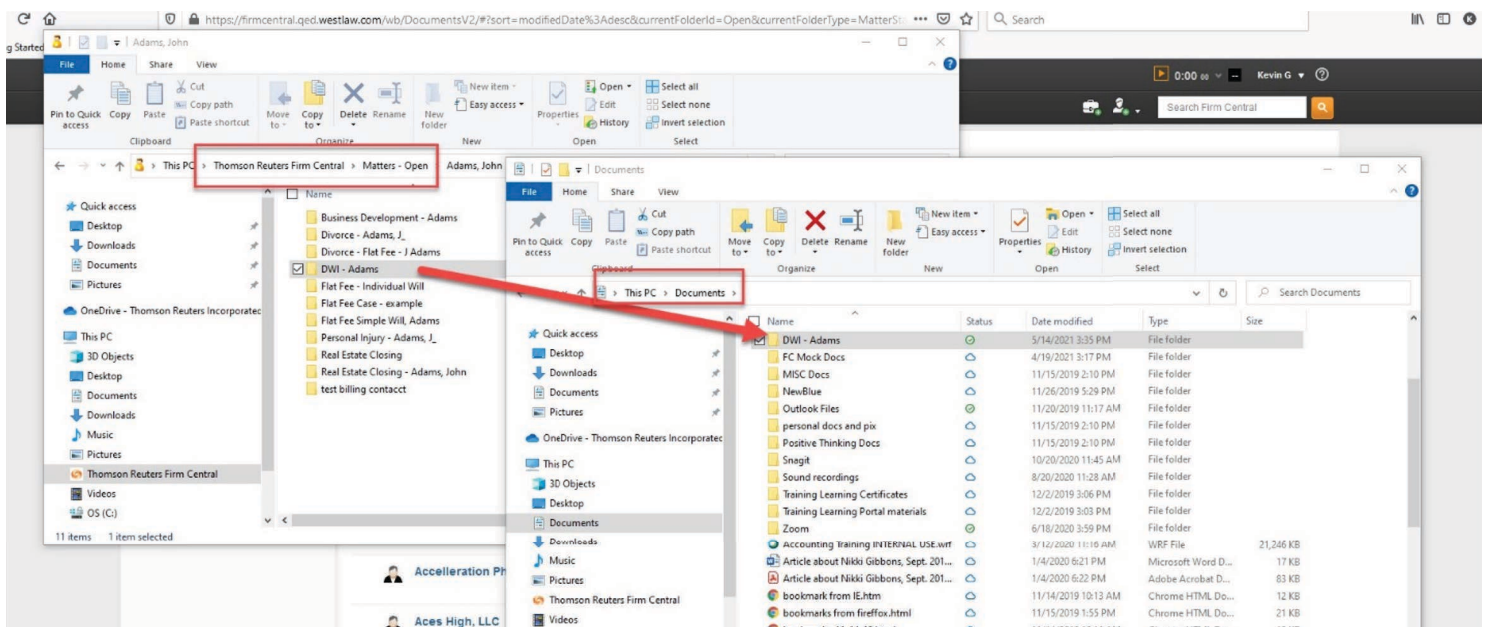 https://firmcentral.qed.westlaw.com/wb/DocumentsV2/#?sort=modifiedDate%3Adesc&currentFolderId=Open&currentFolderType=MatterSt
Search
g Started
Adams, John
File Home Share View
0:00 00 Kevin G
Search Firm Central
Pin to Quick access
Copy
Paste
Cut
Copy path
Paste shortcut
Move to
Copy to
Delete
Rename
New folder
New item
Easy access
Properties
Open
Edit
History
Select all
Select none
Invert selection
Clipboard Organize New Open Select
This PC > Thomson Reuters Firm Central > Matters - Open Adams, John
Quick access
Desktop
Downloads
Documents
Pictures
OneDrive - Thomson Reuters Incorporated
This PC
3D Objects
Desktop
Documents
Downloads
Music
Pictures
Thomson Reuters Firm Central
Videos
OS (C:)
11 items 1 item selected
Name
Business Development - Adams
Divorce - Adams, J_
Divorce - Flat Fee - J Adams
DWI - Adams
Flat Fee - Individual Will
Flat Fee Case - example
Flat Fee Simple Will, Adams
Personal Injury - Adams, J_
Real Estate Closing
Real Estate Closing - Adams, John
test billing contacct
Accelleration Ph
Aces High, LLC
Documents
File Home Share View
Pin to Quick access
Copy
Paste
Cut
Copy path
Paste shortcut
Move to
Copy to
Delete
Rename
New folder
New item
Easy access
Properties
Open
Edit
History
Select all
Select none
Invert selection
Clipboard Organize New Open Select
> This PC > Documents >
Search Documents
Quick access
Desktop
Downloads
Documents
Pictures
OneDrive - Thomson Reuters Incorporatec
This PC
3D Objects
Desktop
Documents
Downloads
Music
Pictures
Thomson Reuters Firm Central
Videos
Name Status Date modified Type Size
DWI - Adams 5/14/2021 3:35 PM File folder
FC Mock Docs 4/19/2021 3:17 PM File folder
MISC Docs 11/15/2019 2:10 PM File folder
NewBlue 11/26/2019 5:29 PM File folder
Outlook Files 11/20/2019 11:17 AM File folder
personal docs and pix 11/15/2019 2:10 PM File folder
Positive Thinking Docs 11/15/2019 2:10 PM File folder
Snagit 10/20/2020 11:45 AM File folder
Sound recordings 8/20/2020 11:28 AM File folder
Training Learning Certificates 12/2/2019 3:06 PM File folder
Training Learning Portal materials 12/2/2019 3:03 PM File folder
Zoom 6/18/2020 3:59 PM File folder
Accounting Training INTERNAL USE.wrf 3/12/2020 11:16 AM WRF File 21,246 KB
Article about Nikki Gibbons, Sept. 201... 1/4/2020 6:21 PM Microsoft Word D... 17 KB
Article about Nikki Gibbons, Sept. 201... 1/4/2020 6:22 PM Adobe Acrobat D... 83 KB
bookmark from IE.htm 11/14/2019 10:13 AM Chrome HTML Do... 12 KB
bookmarks from fireffox.html 11/15/2019 1:55 PM Chrome HTML Do... 21 KB